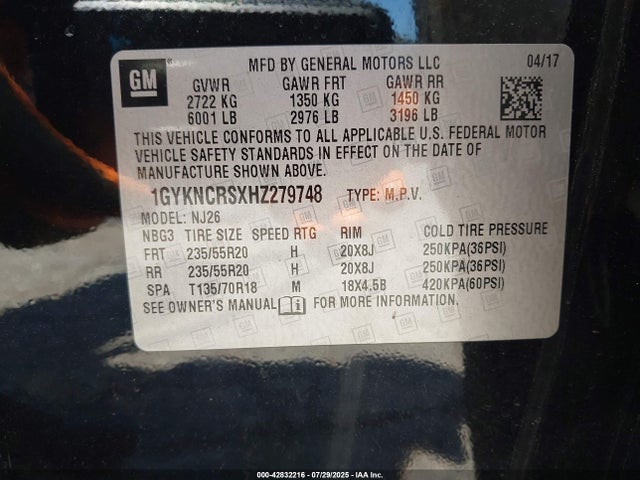 GM
MFD BY GENERAL MOTORS LLC 04/17
GVWR GAWR FRT GAWR RR
2722 KG 1350 KG 1450 KG
6001 LB 2976 LB 3196 LB
THIS VEHICLE CONFORMS TO ALL APPLICABLE U.S. FEDERAL MOTOR
VEHICLE SAFETY STANDARDS IN EFFECT ON THE DATE OF
MANUFACTURE SHOWN ABOVE.
1GYKNCRSXHZ279748 TYPE: M.P.V.
MODEL: NJ26
NBG3 TIRE SIZE SPEED RTG RIM COLD TIRE PRESSURE
FRT 235/55R20 H 20X8J 250KPA(36PSI)
RR 235/55R20 H 20X8J 250KPA(36PSI)
SPA T135/70R18 M 18X4.5B 420KPA(60PSI)
SEE OWNER'S MANUAL FOR MORE INFORMATION.
000-42832216 - 07/29/2025 - IAA Inc.